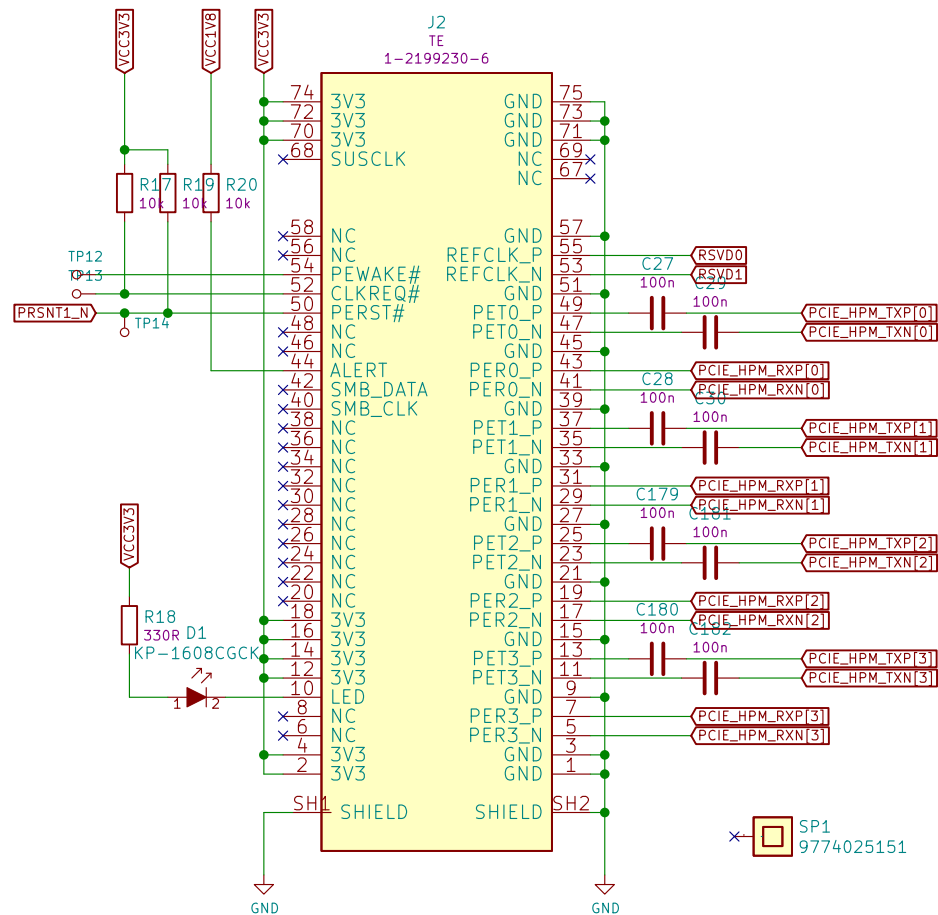 J2
TE
1-2199230-6
VCC3V3
VCC1V8
VCC3V3
74 3V3 GND 75
72 3V3 GND 73
70 3V3 GND 71
68 SUSCLK NC 69
NC 67
R17 R19 R20
10k 10k 10k
58 NC GND 57
56 NC REFCLK_P 55 RSVD0
TP12
54 PEWAKE# REFCLK_N 53 RSVD1
TP13
C27
100n
52 CLKREQ# GND 51
C29
100n
PRSNT1_N 50 PERST# PET0_P 49 PCIE_HPM_TXP[0]
TP14
48 NC PET0_N 47 PCIE_HPM_TXN[0]
46 NC GND 45
44 ALERT PER0_P 43 PCIE_HPM_RXP[0]
C28
100n
42 SMB_DATA PER0_N 41 PCIE_HPM_RXN[0]
C30
100n
40 SMB_CLK GND 39
38 NC PET1_P 37 PCIE_HPM_TXP[1]
36 NC PET1_N 35 PCIE_HPM_TXN[1]
34 NC GND 33
32 NC PER1_P 31 PCIE_HPM_RXP[1]
C179
100n
30 NC PER1_N 29 PCIE_HPM_RXN[1]
C181
100n
VCC3V3
28 NC GND 27
26 NC PET2_P 25 PCIE_HPM_TXP[2]
24 NC PET2_N 23 PCIE_HPM_TXN[2]
22 NC GND 21
20 NC PER2_P 19 PCIE_HPM_RXP[2]
C180
100n
18 3V3 PER2_N 17 PCIE_HPM_RXN[2]
C182
100n
R18
330R
D1
KP-1608CGCK
16 3V3 GND 15
14 3V3 PET3_P 13 PCIE_HPM_TXP[3]
12 3V3 PET3_N 11 PCIE_HPM_TXN[3]
1 2
10 LED GND 9
8 NC PER3_P 7 PCIE_HPM_RXP[3]
6 NC PER3_N 5 PCIE_HPM_RXN[3]
4 3V3 GND 3
2 3V3 GND 1
SH1 SHIELD SHIELD SH2
SP1
9774025151
GND
GND